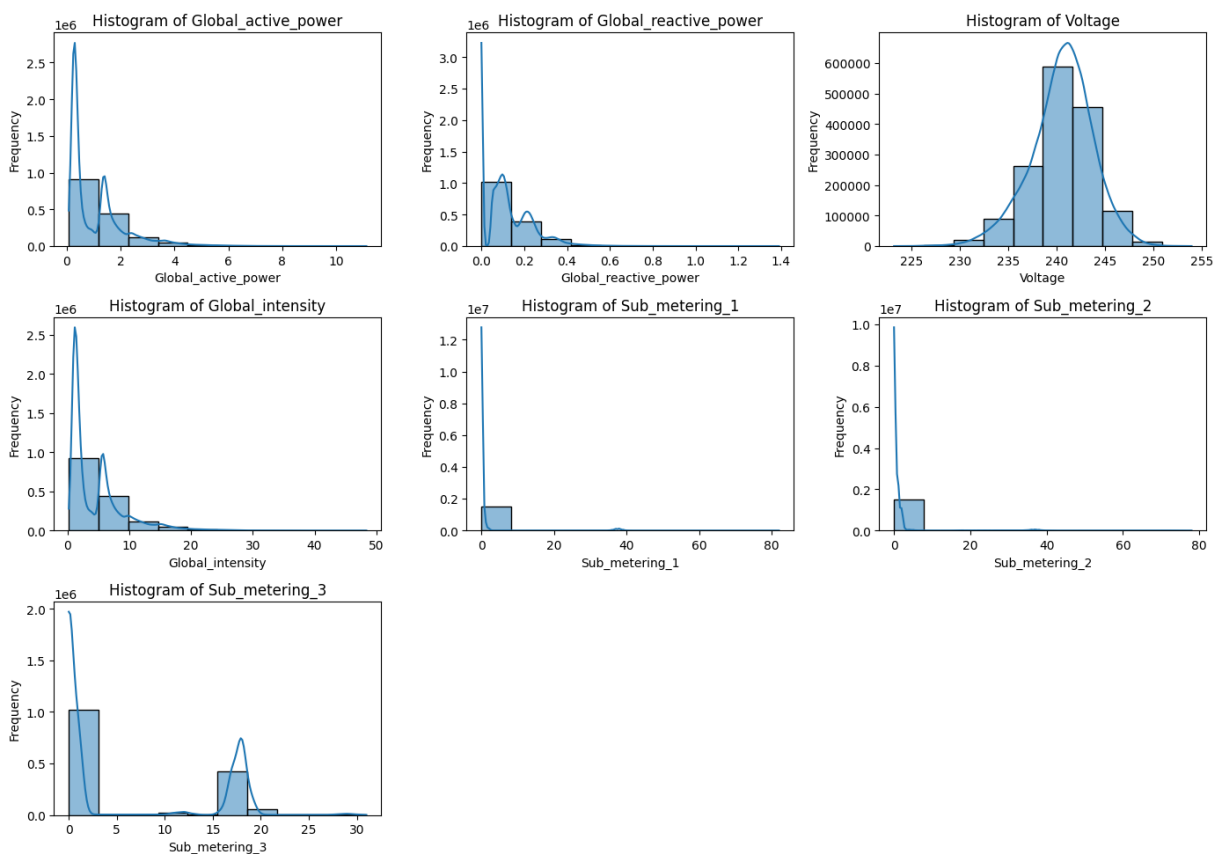 Histogram of Global_active_power
1e6
2.5
2.0
1.5
1.0
0.5
0.0
Frequency
0 2 4 6 8 10
Global_active_power
Histogram of Global_reactive_power
1e6
3.0
2.5
2.0
1.5
1.0
0.5
0.0
Frequency
0.0 0.2 0.4 0.6 0.8 1.0 1.2 1.4
Global_reactive_power
Histogram of Voltage
600000
500000
400000
300000
200000
100000
0
Frequency
225 230 235 240 245 250 255
Voltage
Histogram of Global_intensity
1e6
2.5
2.0
1.5
1.0
0.5
0.0
Frequency
0 10 20 30 40 50
Global_intensity
Histogram of Sub_metering_1
1e7
1.2
1.0
0.8
0.6
0.4
0.2
0.0
Frequency
0 20 40 60 80
Sub_metering_1
Histogram of Sub_metering_2
1e7
1.0
0.8
0.6
0.4
0.2
0.0
Frequency
0 20 40 60 80
Sub_metering_2
Histogram of Sub_metering_3
1e6
2.0
1.5
1.0
0.5
0.0
Frequency
0 5 10 15 20 25 30
Sub_metering_3